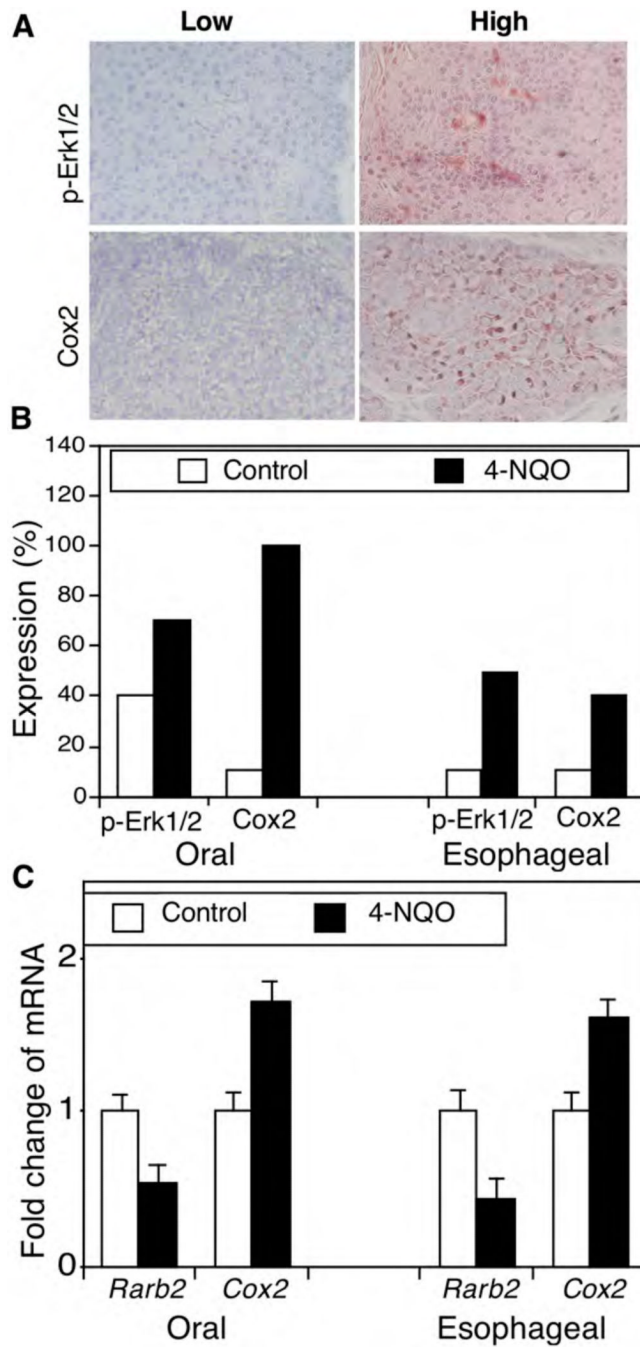 A
Low
High
p-Erk1/2
Cox2
B
140
Control
4-NQO
120
100
80
60
40
20
0
Expression (%)
p-Erk1/2
Cox2
p-Erk1/2
Cox2
Oral
Esophageal
C
Control
4-NQO
2
1
0
Fold change of mRNA
Rarb2
Cox2
Rarb2
Cox2
Oral
Esophageal